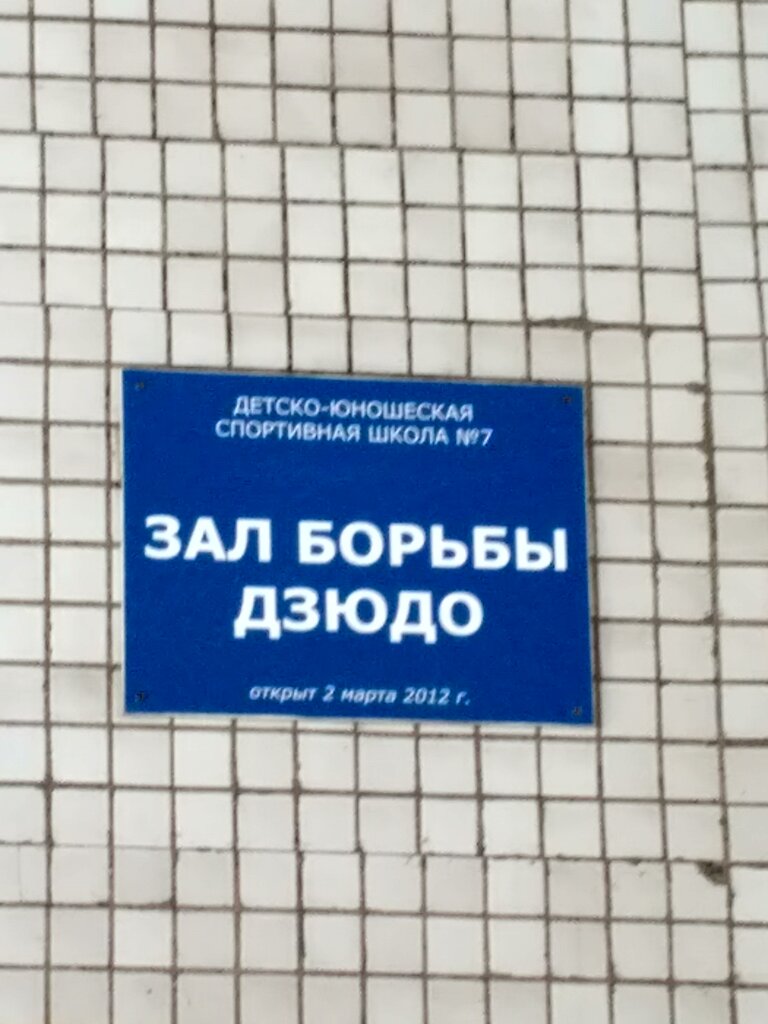 ДЕТСКО-ЮНОШЕСКАЯ
СПОРТИВНАЯ ШКОЛА №7
ЗАЛ БОРЬБЫ
ДЗЮДО
открыт 2 марта 2012 г.